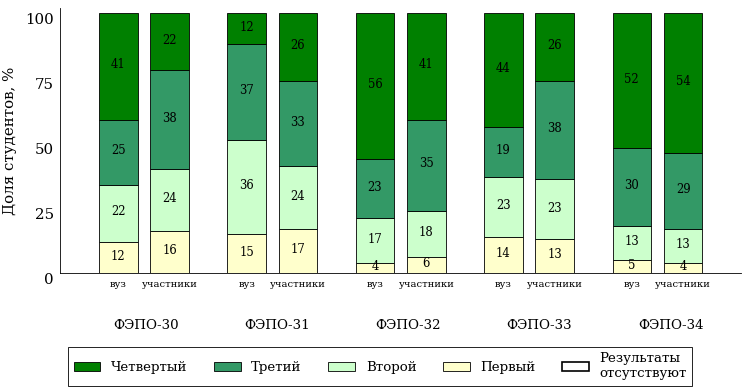 Доля студентов, %
100
75
50
25
0
41 22 12 26 56 41 44 26 52 54
25 38 37 33 23 35 19 38 30 29
22 24 36 24 17 18 23 23 13 13
12 16 15 17 4 6 14 13 5 4
вуз участники вуз участники вуз участники вуз участники вуз участники
ФЭПО-30 ФЭПО-31 ФЭПО-32 ФЭПО-33 ФЭПО-34
Четвертый Третий Второй Первый Результаты
отсутствуют